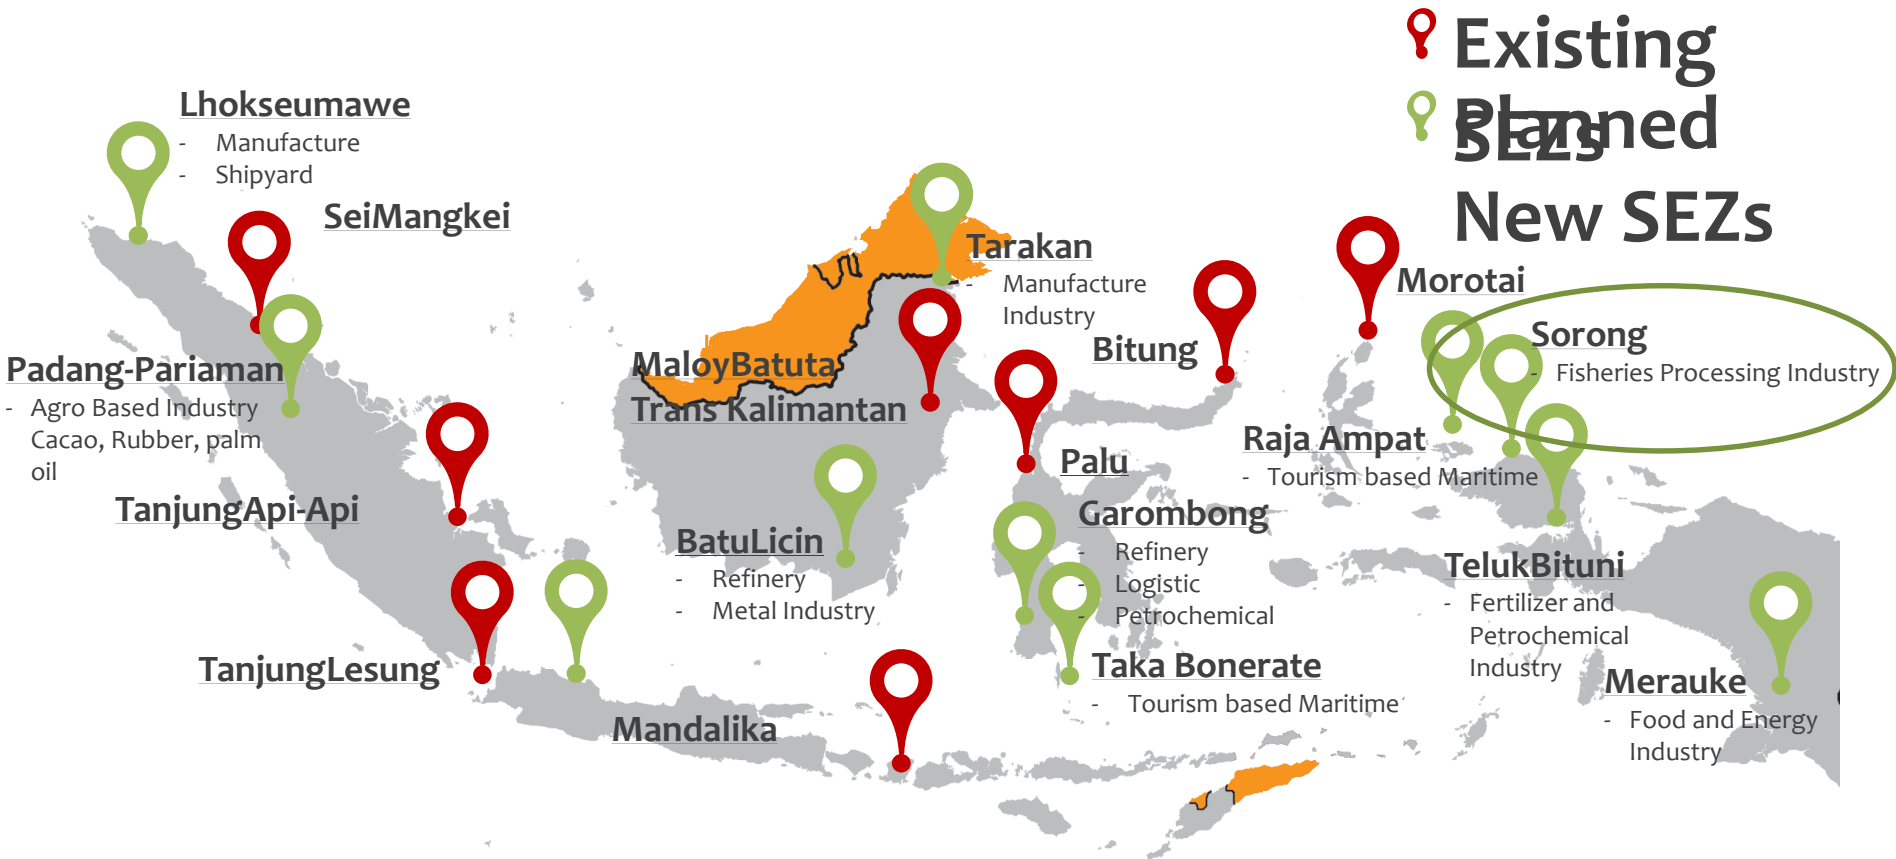 Existing
SEZs
Planned
New SEZs
Lhokseumawe
- Manufacture
- Shipyard
SeiMangkei
Tarakan
- Manufacture
Industry
Morotai
Sorong
- Fisheries Processing Industry
Bitung
MaloyBatuta
Trans Kalimantan
Padang-Pariaman
- Agro Based Industry
Cacao, Rubber, palm
oil
Raja Ampat
- Tourism based Maritime
Palu
TanjungApi-Api
Garombong
- Refinery
- Logistic
- Petrochemical
BatuLicin
- Refinery
- Metal Industry
TelukBituni
- Fertilizer and
Petrochemical
Industry
TanjungLesung
Taka Bonerate
- Tourism based Maritime
Merauke
- Food and Energy
Industry
Mandalika